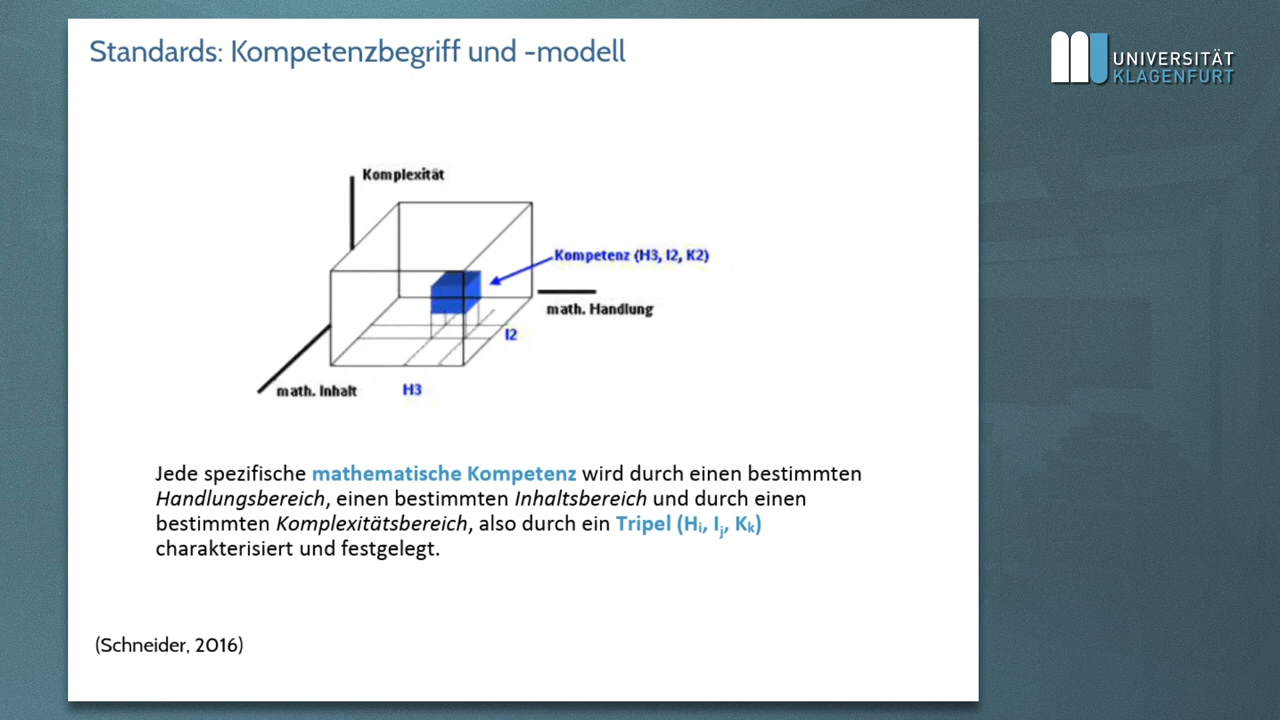 Standards: Kompetenzbegriff und -modell
UNIVERSITÄT
KLAGENFURT
Komplexität
Kompetenz (H3, I2, K2)
math. Handlung
I2
math. Inhalt
H3
Jede spezifische mathematische Kompetenz wird durch einen bestimmten
Handlungsbereich, einen bestimmten Inhaltsbereich und durch einen
bestimmten Komplexitätsbereich, also durch ein Tripel (Hᵢ, Iⱼ, Kₖ)
charakterisiert und festgelegt.
(Schneider, 2016)